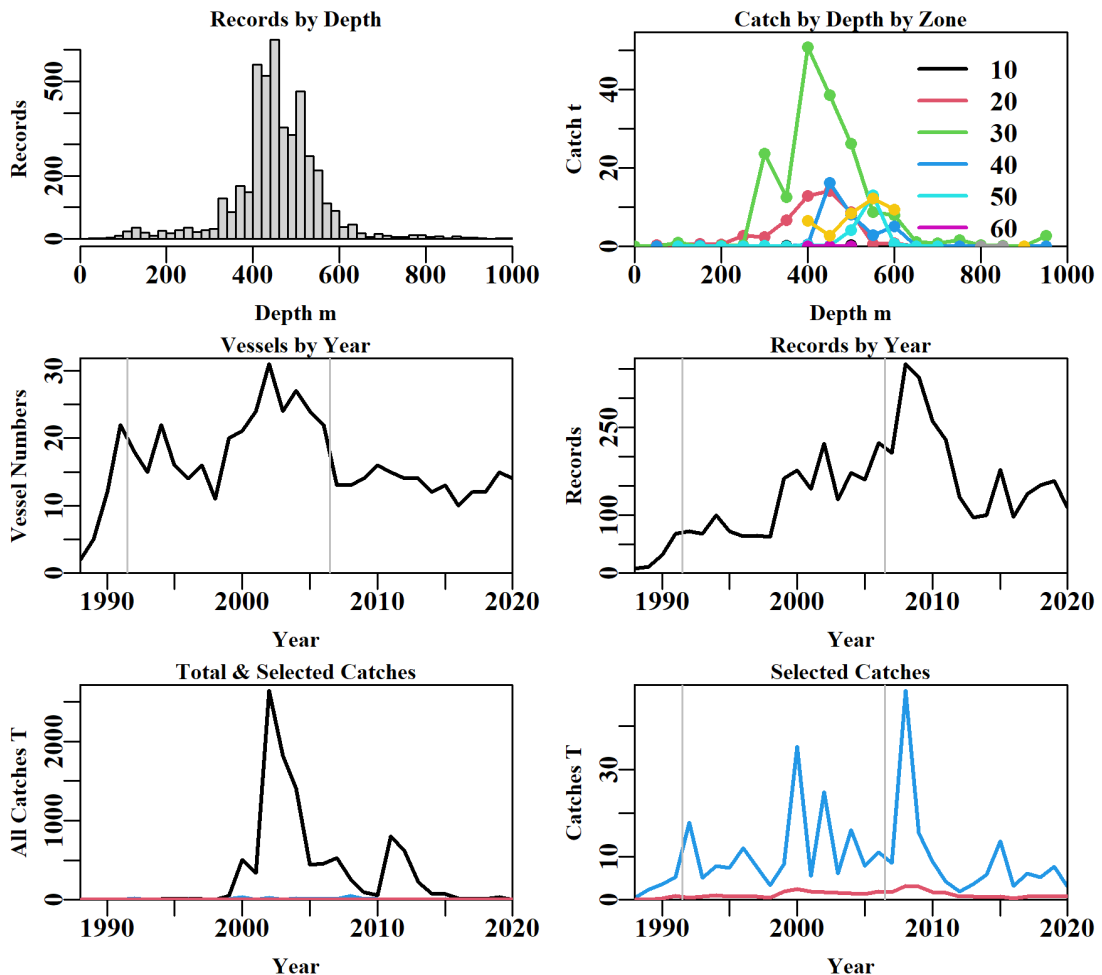 Records by Depth
Records
200
500
0
0 200 400 600 800 1000
Depth m
Catch by Depth by Zone
Catch t
0
20
40
10
20
30
40
50
60
0 200 400 600 800 1000
Depth m
Vessels by Year
Vessel Numbers
0
10
20
30
1990 2000 2010 2020
Year
Records by Year
Records
0
100
250
1990 2000 2010 2020
Year
Total & Selected Catches
All Catches T
0
1000
2000
1990 2000 2010 2020
Year
Selected Catches
Catches T
0
10
30
1990 2000 2010 2020
Year